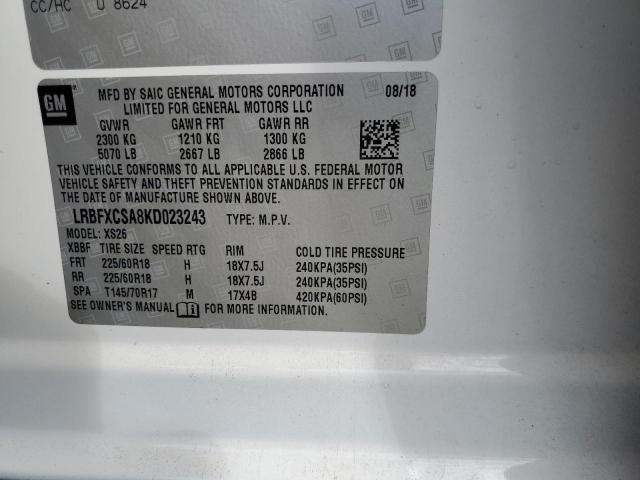 CC/HC U 8624
GM
MFD BY SAIC GENERAL MOTORS CORPORATION 08/18
LIMITED FOR GENERAL MOTORS LLC
GVWR GAWR FRT GAWR RR
2300 KG 1210 KG 1300 KG
5070 LB 2667 LB 2866 LB
THIS VEHICLE CONFORMS TO ALL APPLICABLE U.S. FEDERAL MOTOR
VEHICLE SAFETY AND THEFT PREVENTION STANDARDS IN EFFECT ON
THE DATE OF MANUFACTURE SHOWN ABOVE.
LRBFXCSA8KD023243 TYPE: M.P.V.
MODEL: XS26
XBBF TIRE SIZE SPEED RTG RIM COLD TIRE PRESSURE
FRT 225/60R18 H 18X7.5J 240KPA(35PSI)
RR 225/60R18 H 18X7.5J 240KPA(35PSI)
SPA T145/70R17 M 17X4B 420KPA(60PSI)
SEE OWNER'S MANUAL FOR MORE INFORMATION.